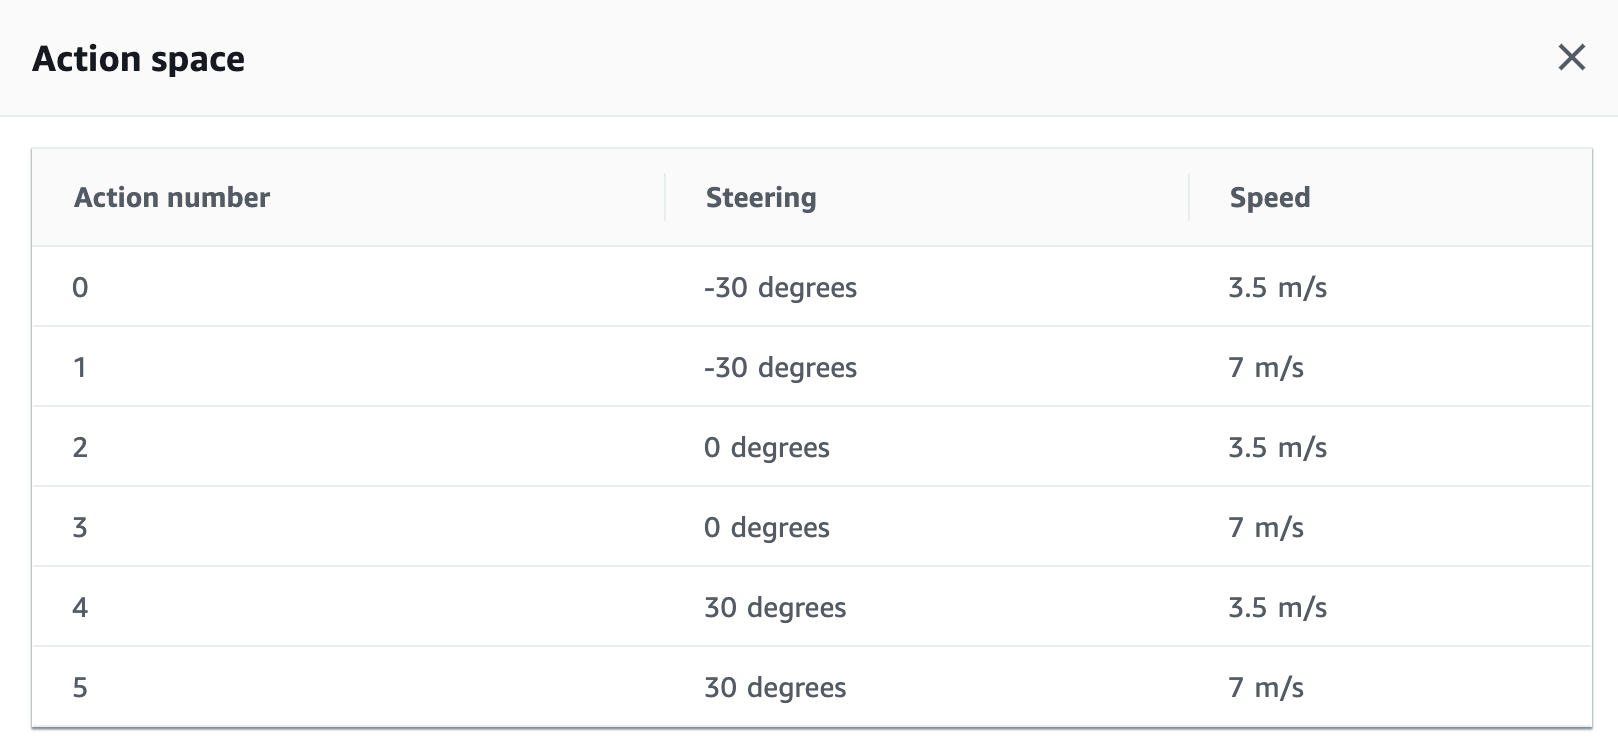 Action space
Action number Steering Speed
0 -30 degrees 3.5 m/s
1 -30 degrees 7 m/s
2 0 degrees 3.5 m/s
3 0 degrees 7 m/s
4 30 degrees 3.5 m/s
5 30 degrees 7 m/s